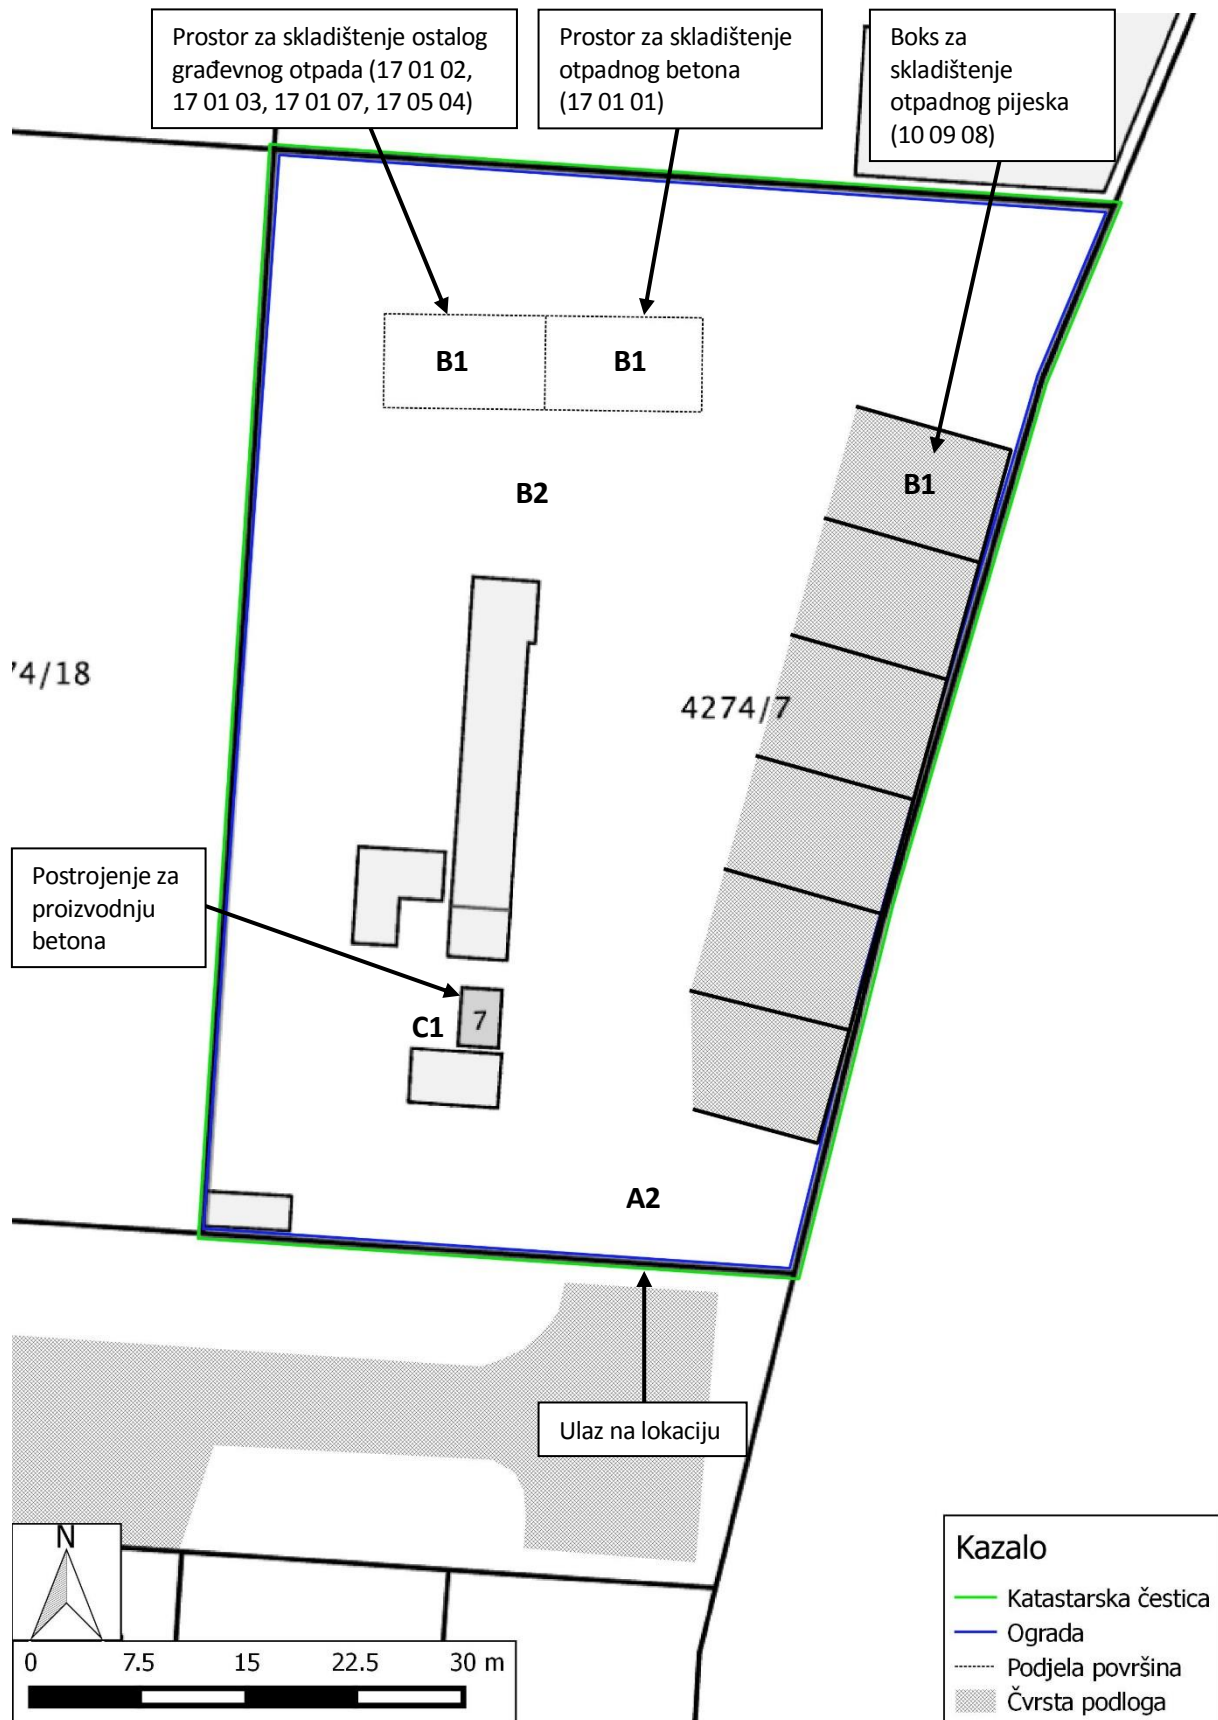 Prostor za skladištenje ostalog
građevnog otpada (17 01 02,
17 01 03, 17 01 07, 17 05 04)
Prostor za skladištenje
otpadnog betona
(17 01 01)
Boks za
skladištenje
otpadnog pijeska
(10 09 08)
B1
B1
B1
B2
74/18
4274/7
Postrojenje za
proizvodnju
betona
C1
7
A2
Ulaz na lokaciju
N
0 7.5 15 22.5 30 m
Kazalo
Katastarska čestica
Ograda
Podjela površina
Čvrsta podloga